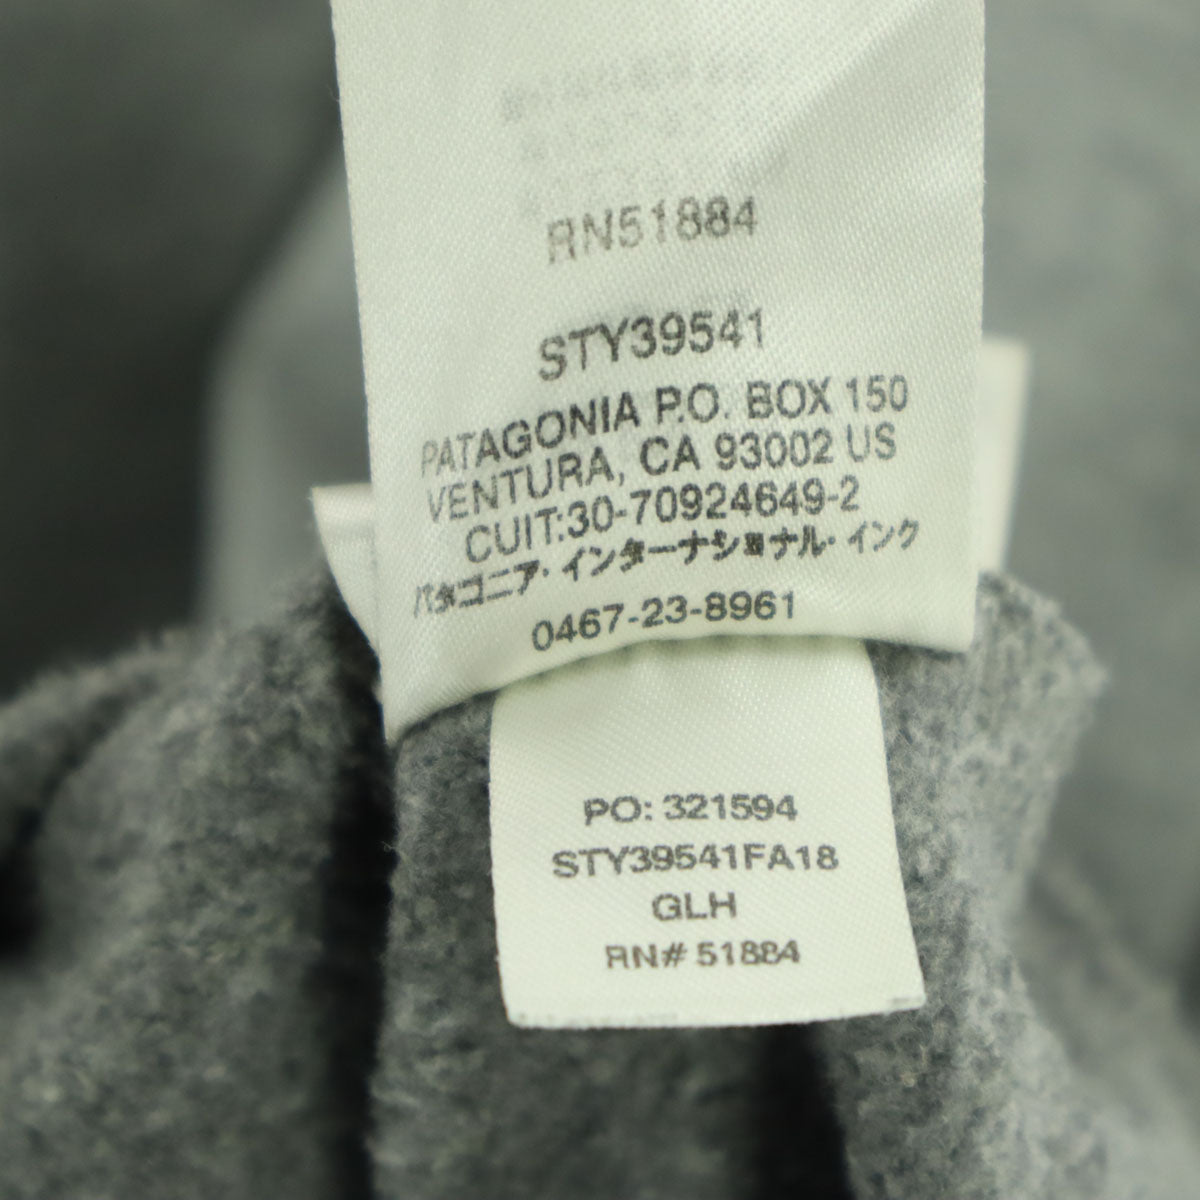 RN51884
STY39541
PATAGONIA P.O. BOX 150
VENTURA, CA 93002 US
CUIT:30-70924649-2
パタゴニア・インターナショナル・インク
0467-23-8961
PO: 321594
STY39541FA18
GLH
RN# 51884